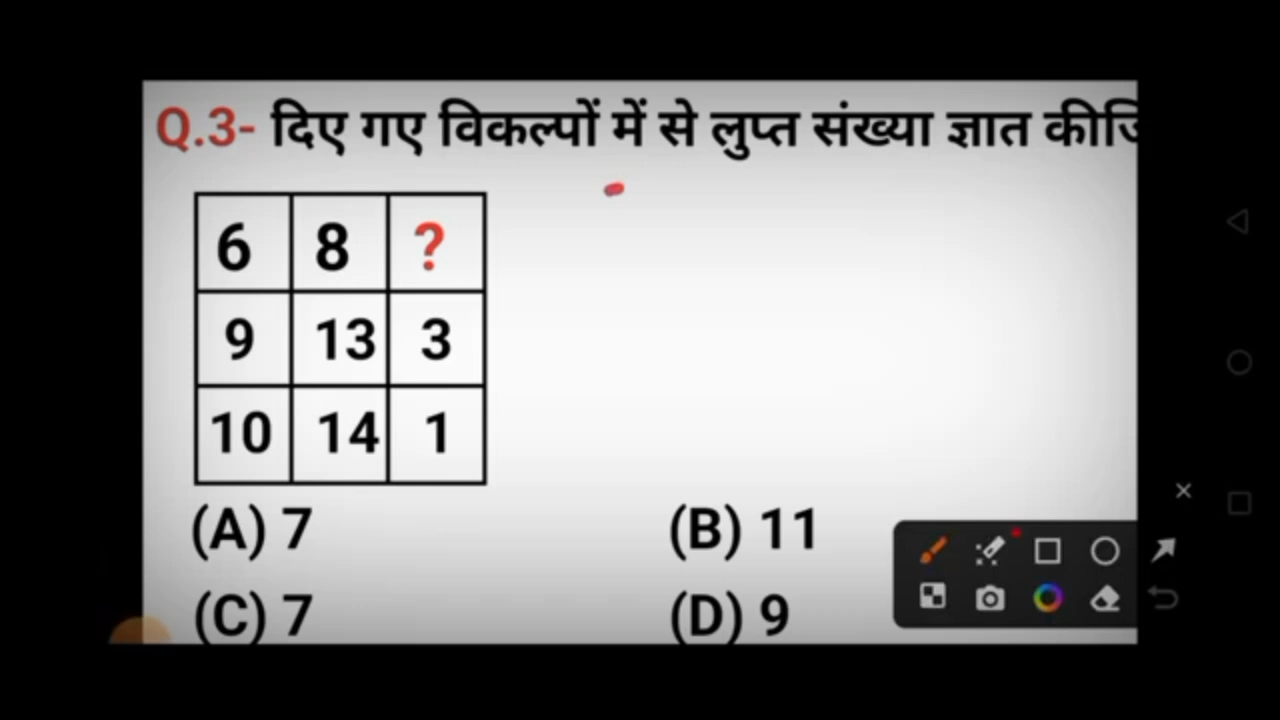 Q.3- दिए गए विकल्पों में से लुप्त संख्या ज्ञात कीजि
6 8 ?
9 13 3
10 14 1
(A) 7 (B) 11
(C) 7 (D) 9